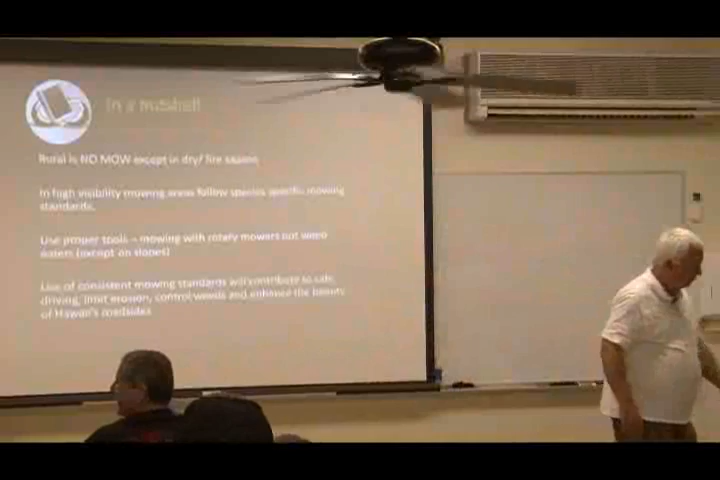 In a nutshell
Rural is NO MOW except in dry/ fire season
In high visibility mowing areas follow species specific mowing
standards.
Use proper tools – mowing with rotary mowers not weed
eaters (except on slopes)
Use of consistent mowing standards will contribute to safe
driving, limit erosion, control weeds and enhance the beauty
of Hawaii's roadsides